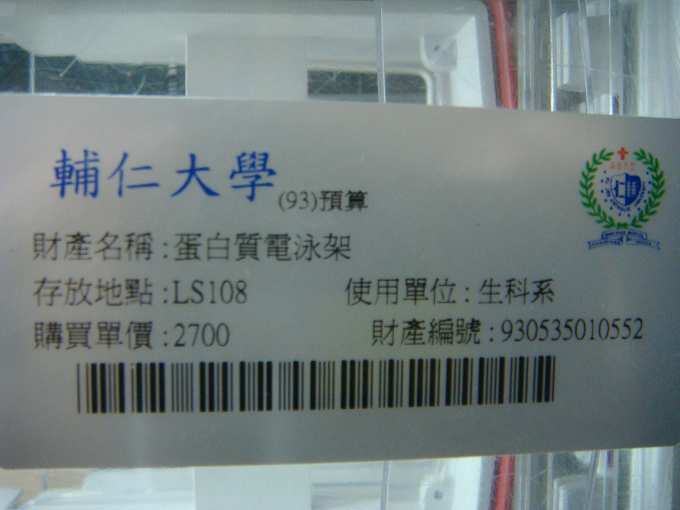 輔仁大學 (93)預算
財產名稱:蛋白質電泳架
存放地點:LS108 使用單位:生科系
購買單價:2700 財產編號:930535010552